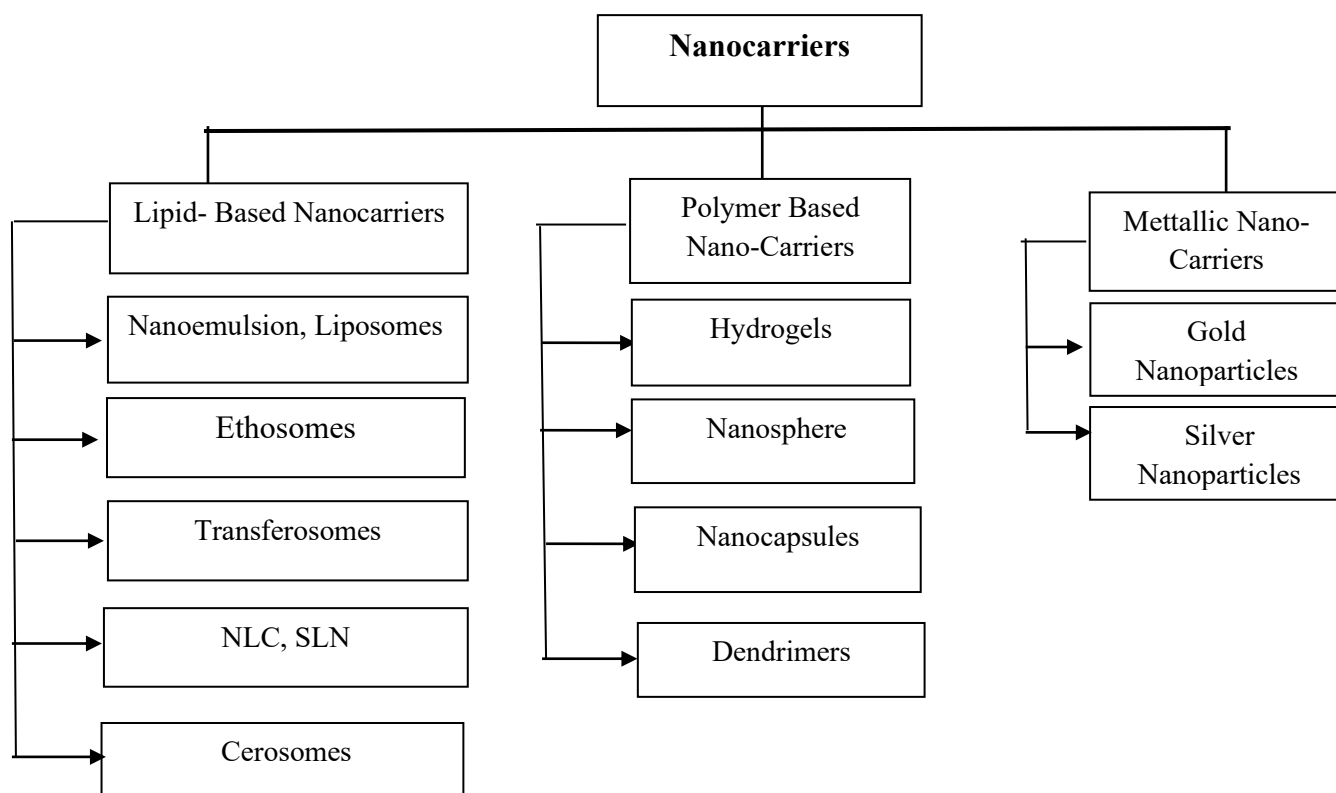 Nanocarriers
Lipid- Based Nanocarriers
Nanoemulsion, Liposomes
Ethosomes
Transferosomes
NLC, SLN
Cerosomes
Polymer Based
Nano-Carriers
Hydrogels
Nanosphere
Nanocapsules
Dendrimers
Mettallic Nano-
Carriers
Gold
Nanoparticles
Silver
Nanoparticles